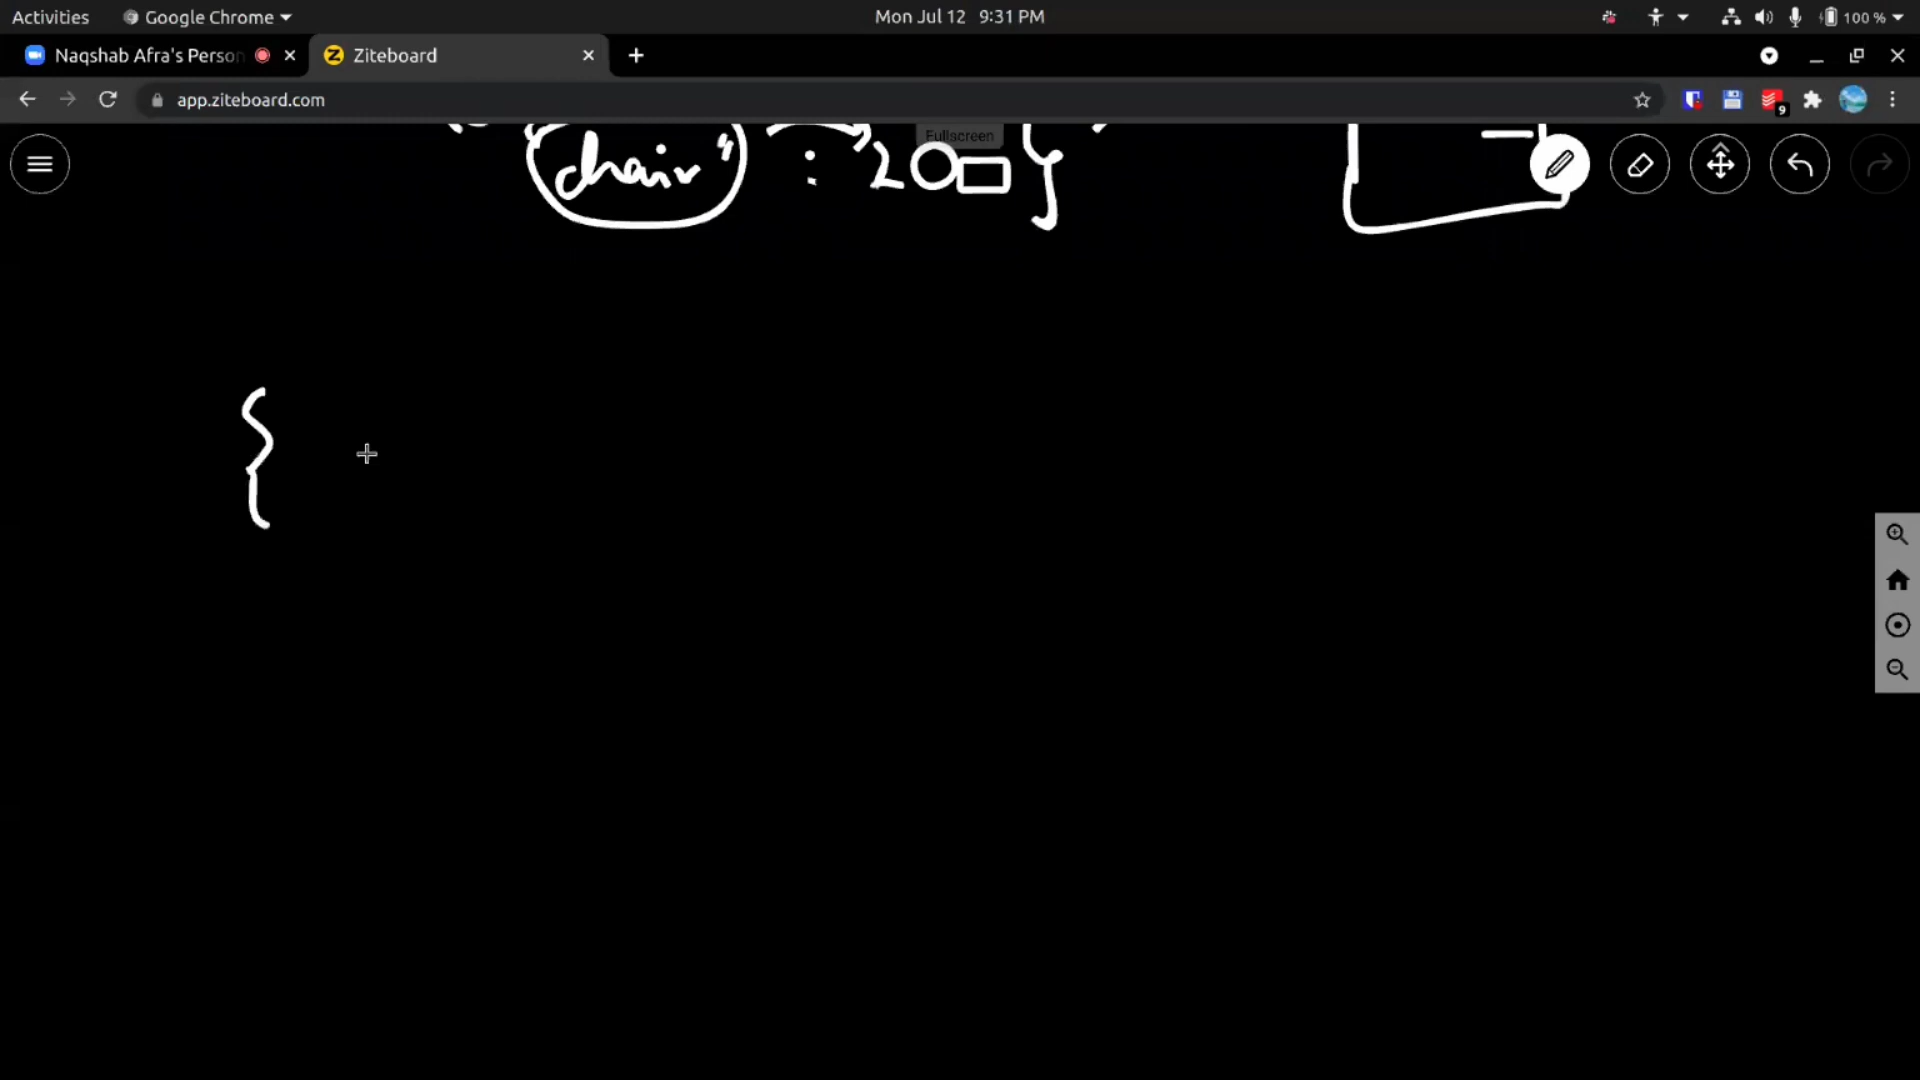 Activities Google Chrome Mon Jul 12 9:31 PM 100 %
Naqshab Afra's Person Ziteboard
app.ziteboard.com 9
Fullscreen
chair" : 200 }
{